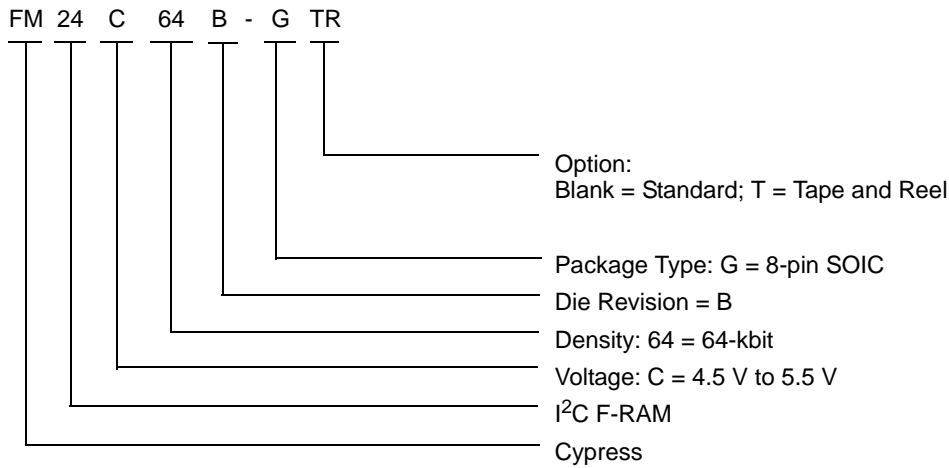 FM 24 C 64 B - G TR
Option:
Blank = Standard; T = Tape and Reel
Package Type: G = 8-pin SOIC
Die Revision = B
Density: 64 = 64-kbit
Voltage: C = 4.5 V to 5.5 V
I²C F-RAM
Cypress